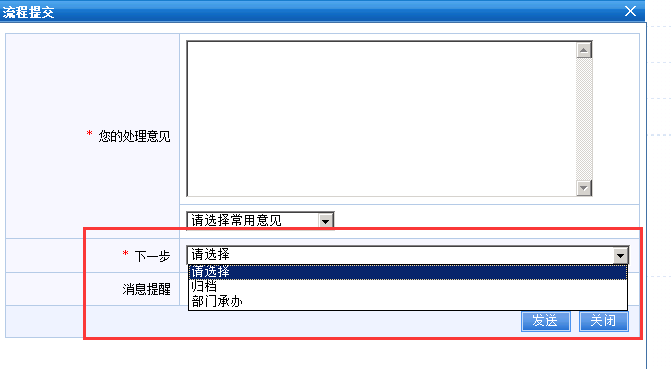 流程提交
* 您的处理意见
请选择常用意见
* 下一步 请选择
请选择
归档
消息提醒
部门承办
发送 关闭